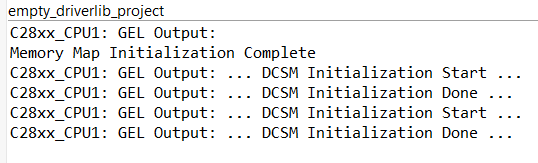 empty_driverlib_project
C28xx_CPU1: GEL Output:
Memory Map Initialization Complete
C28xx_CPU1: GEL Output: ... DCSM Initialization Start ...
C28xx_CPU1: GEL Output: ... DCSM Initialization Done ...
C28xx_CPU1: GEL Output: ... DCSM Initialization Start ...
C28xx_CPU1: GEL Output: ... DCSM Initialization Done ...